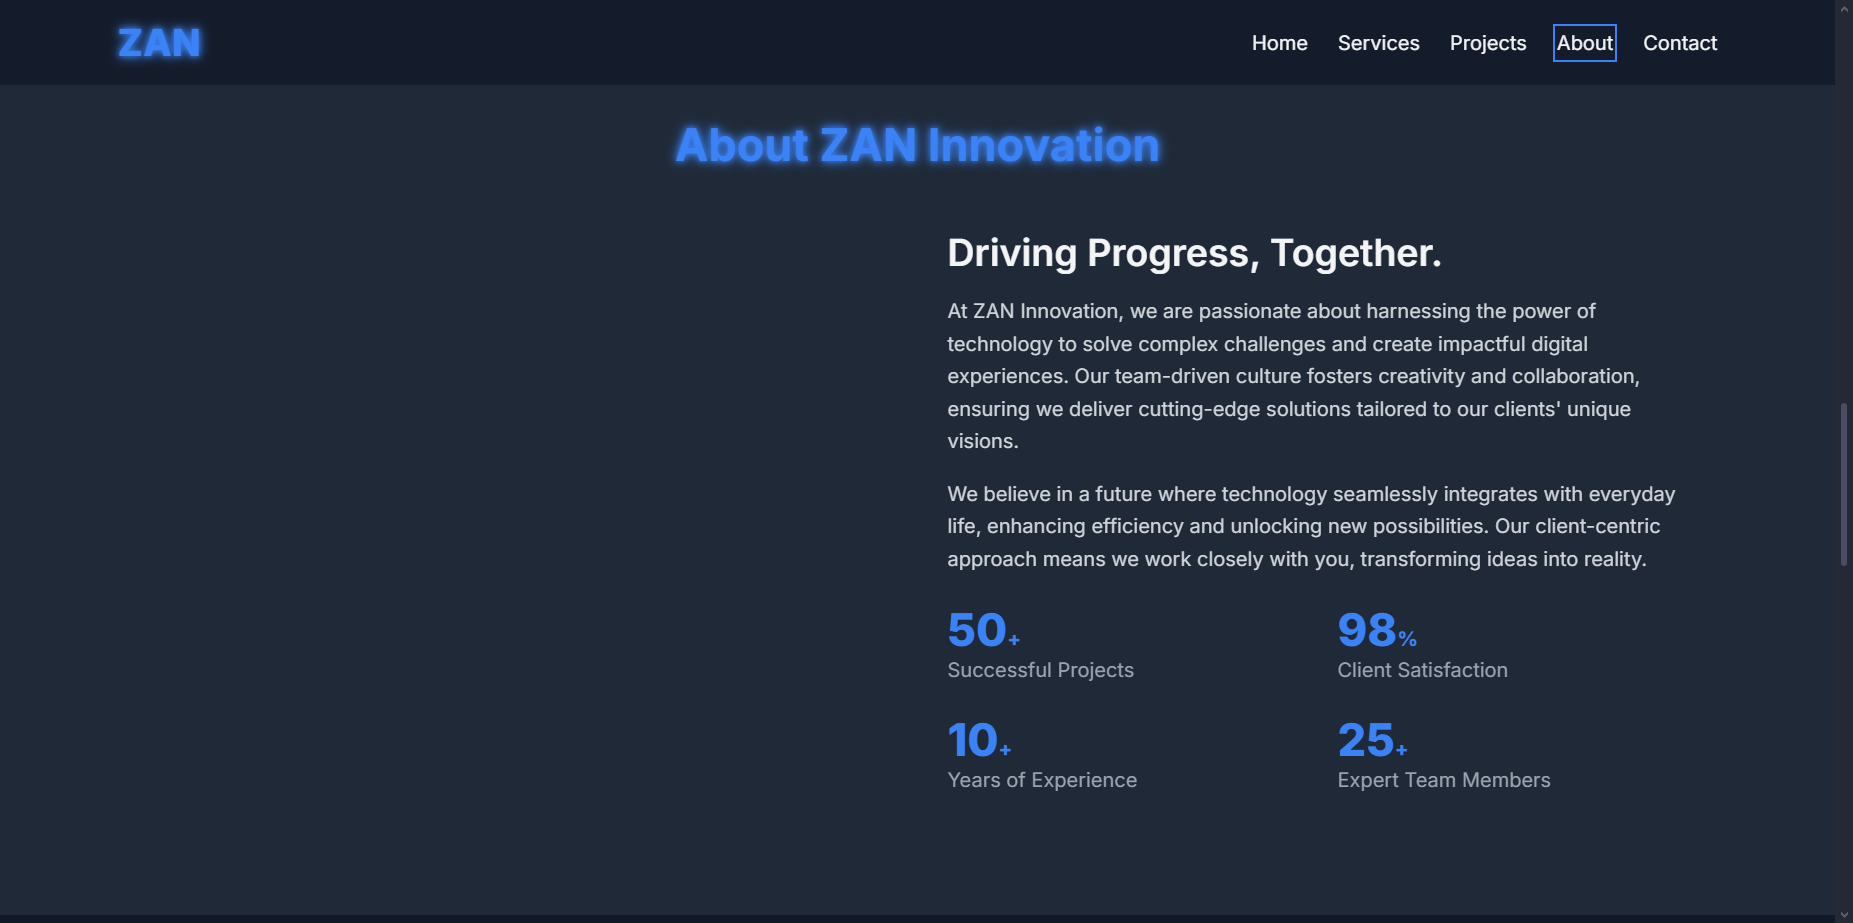 ZAN
Home Services Projects About Contact
About ZAN Innovation
Driving Progress, Together.
At ZAN Innovation, we are passionate about harnessing the power of
technology to solve complex challenges and create impactful digital
experiences. Our team-driven culture fosters creativity and collaboration,
ensuring we deliver cutting-edge solutions tailored to our clients' unique
visions.
We believe in a future where technology seamlessly integrates with everyday
life, enhancing efficiency and unlocking new possibilities. Our client-centric
approach means we work closely with you, transforming ideas into reality.
50+
Successful Projects
98%
Client Satisfaction
10+
Years of Experience
25+
Expert Team Members